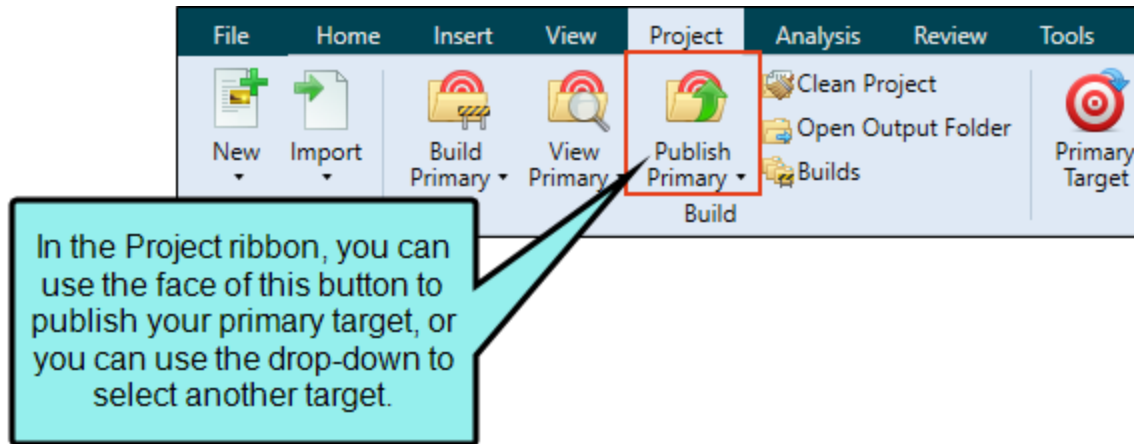 File Home Insert View Project Analysis Review Tools
New Import Build Primary View Primary Publish Primary
Clean Project
Open Output Folder
Builds
Primary Target
Build
In the Project ribbon, you can
use the face of this button to
publish your primary target, or
you can use the drop-down to
select another target.